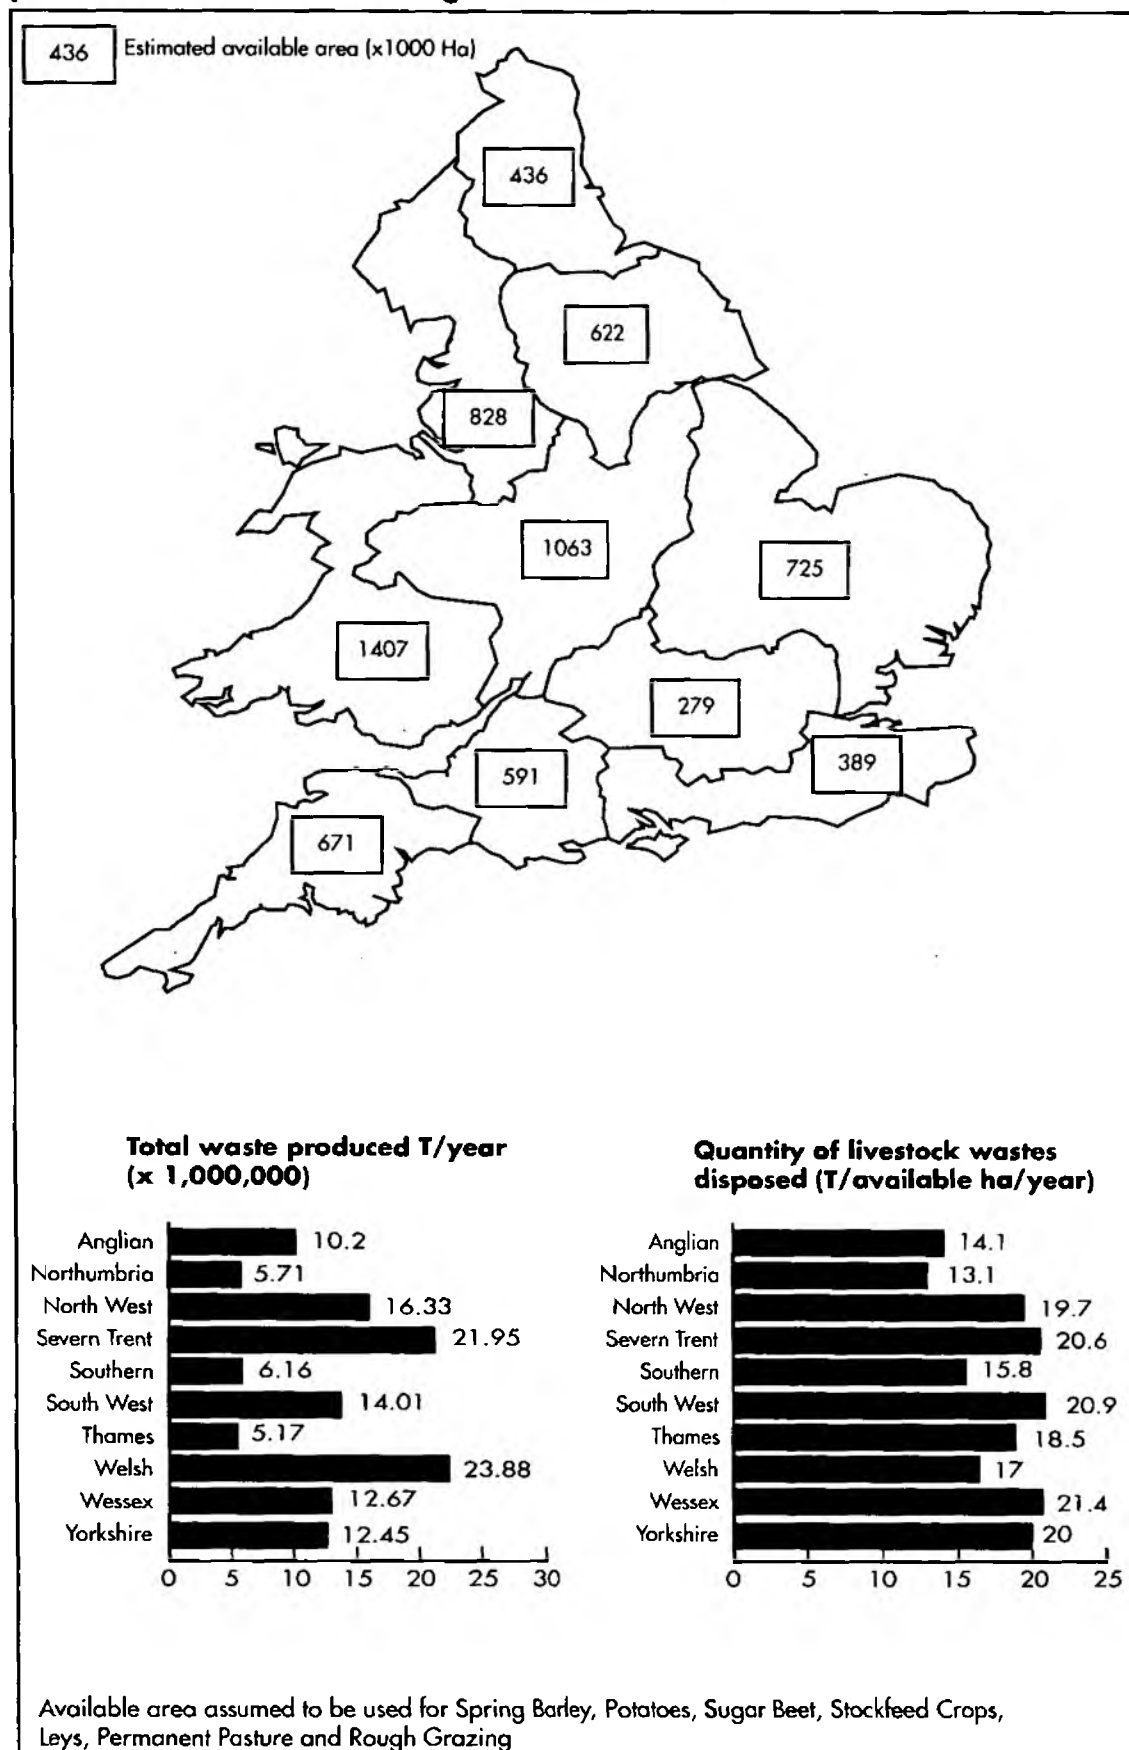 436 Estimated available area (x1000 Ha)
436
622
828
1063
725
1407
279
591
389
671
Total waste produced T/year
(x 1,000,000)
Anglian 10.2
Northumbria 5.71
North West 16.33
Severn Trent 21.95
Southern 6.16
South West 14.01
Thames 5.17
Welsh 23.88
Wessex 12.67
Yorkshire 12.45
0 5 10 15 20 25 30
Quantity of livestock wastes
disposed (T/available ha/year)
Anglian 14.1
Northumbria 13.1
North West 19.7
Severn Trent 20.6
Southern 15.8
South West 20.9
Thames 18.5
Welsh 17
Wessex 21.4
Yorkshire 20
0 5 10 15 20 25
Available area assumed to be used for Spring Barley, Potatoes, Sugar Beet, Stockfeed Crops,
Leys, Permanent Pasture and Rough Grazing